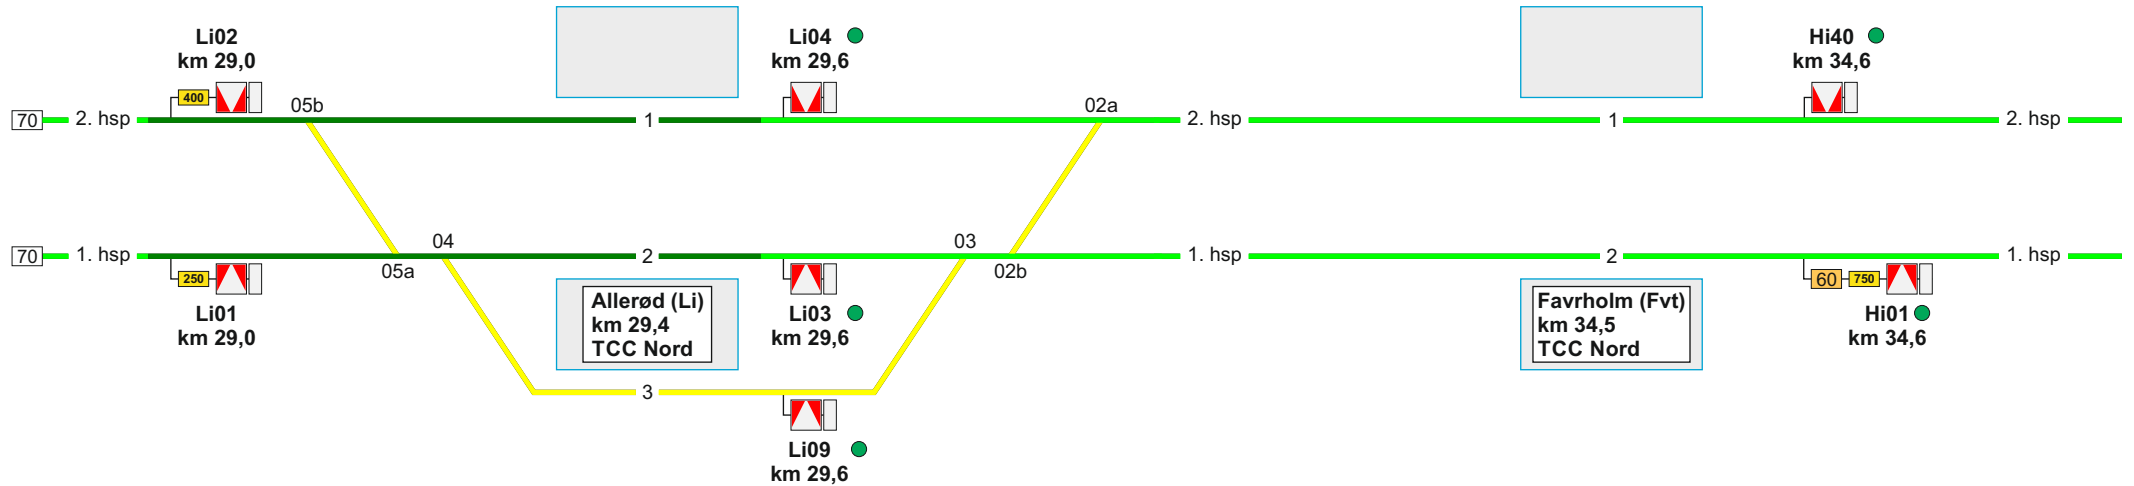 Li02
km 29,0
Li04
km 29,6
Hi40
km 34,6
400
05b
02a
70
2. hsp
1
2. hsp
1
2. hsp
04
03
70
1. hsp
2
1. hsp
2
1. hsp
05a
02b
250
60
750
Li01
km 29,0
Allerød (Li)
km 29,4
TCC Nord
Li03
km 29,6
Favrholm (Fvt)
km 34,5
TCC Nord
Hi01
km 34,6
3
Li09
km 29,6